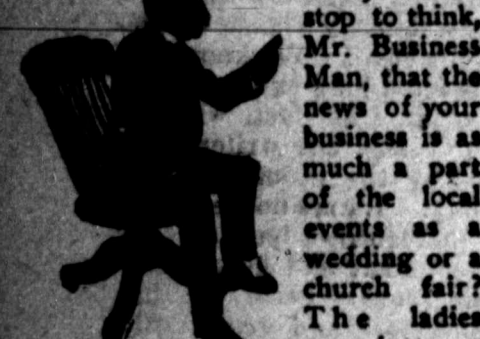 stop to think,
Mr. Business
Man, that the
news of your
business is as
much a part
of the local
events as a
wedding or a
church fair?
The ladies